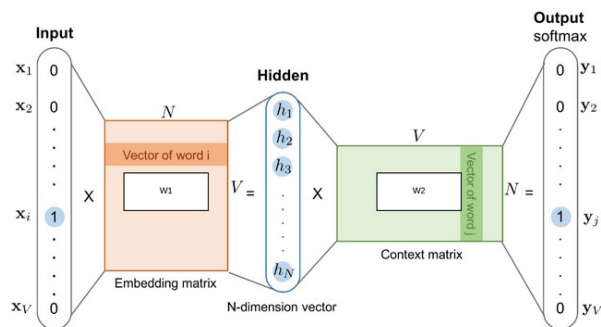 Input
x1
0
x2
0
xi
1
xV
0
X
N
Vector of word i
w1
V =
Embedding matrix
Hidden
h1
h2
h3
hN
N-dimension vector
X
V
w2
Vector of word j
N =
Context matrix
Output
softmax
0
y1
0
y2
1
yj
0
yV